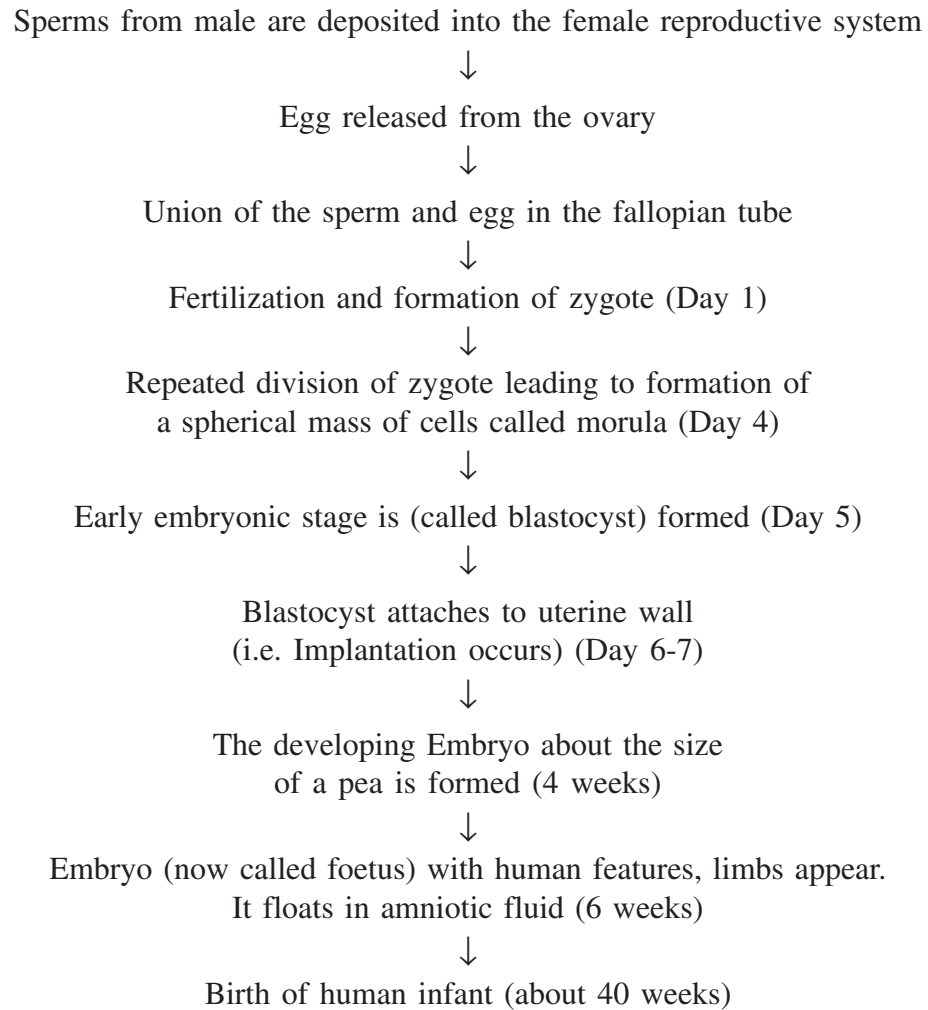 Sperms from male are deposited into the female reproductive system
↓
Egg released from the ovary
↓
Union of the sperm and egg in the fallopian tube
↓
Fertilization and formation of zygote (Day 1)
↓
Repeated division of zygote leading to formation of
a spherical mass of cells called morula (Day 4)
↓
Early embryonic stage is (called blastocyst) formed (Day 5)
↓
Blastocyst attaches to uterine wall
(i.e. Implantation occurs) (Day 6-7)
↓
The developing Embryo about the size
of a pea is formed (4 weeks)
↓
Embryo (now called foetus) with human features, limbs appear.
It floats in amniotic fluid (6 weeks)
↓
Birth of human infant (about 40 weeks)